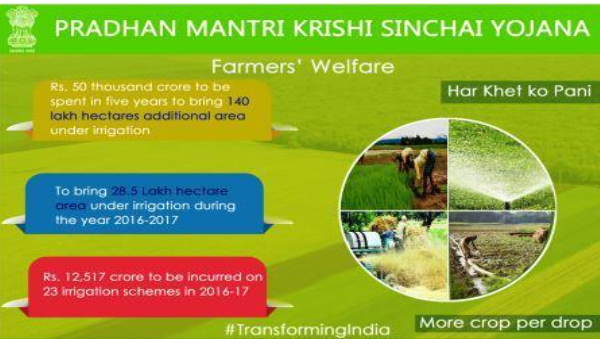 PRADHAN MANTRI KRISHI SINCHAI YOJANA
Farmers' Welfare
Rs. 50 thousand crore to be
spent in five years to bring 140
lakh hectares additional area
under irrigation
Har Khet ko Pani
To bring 28.5 Lakh hectare
area under irrigation during
the year 2016-2017
Rs. 12,517 crore to be incurred on
23 irrigation schemes in 2016-17
#TransformingIndia
More crop per drop